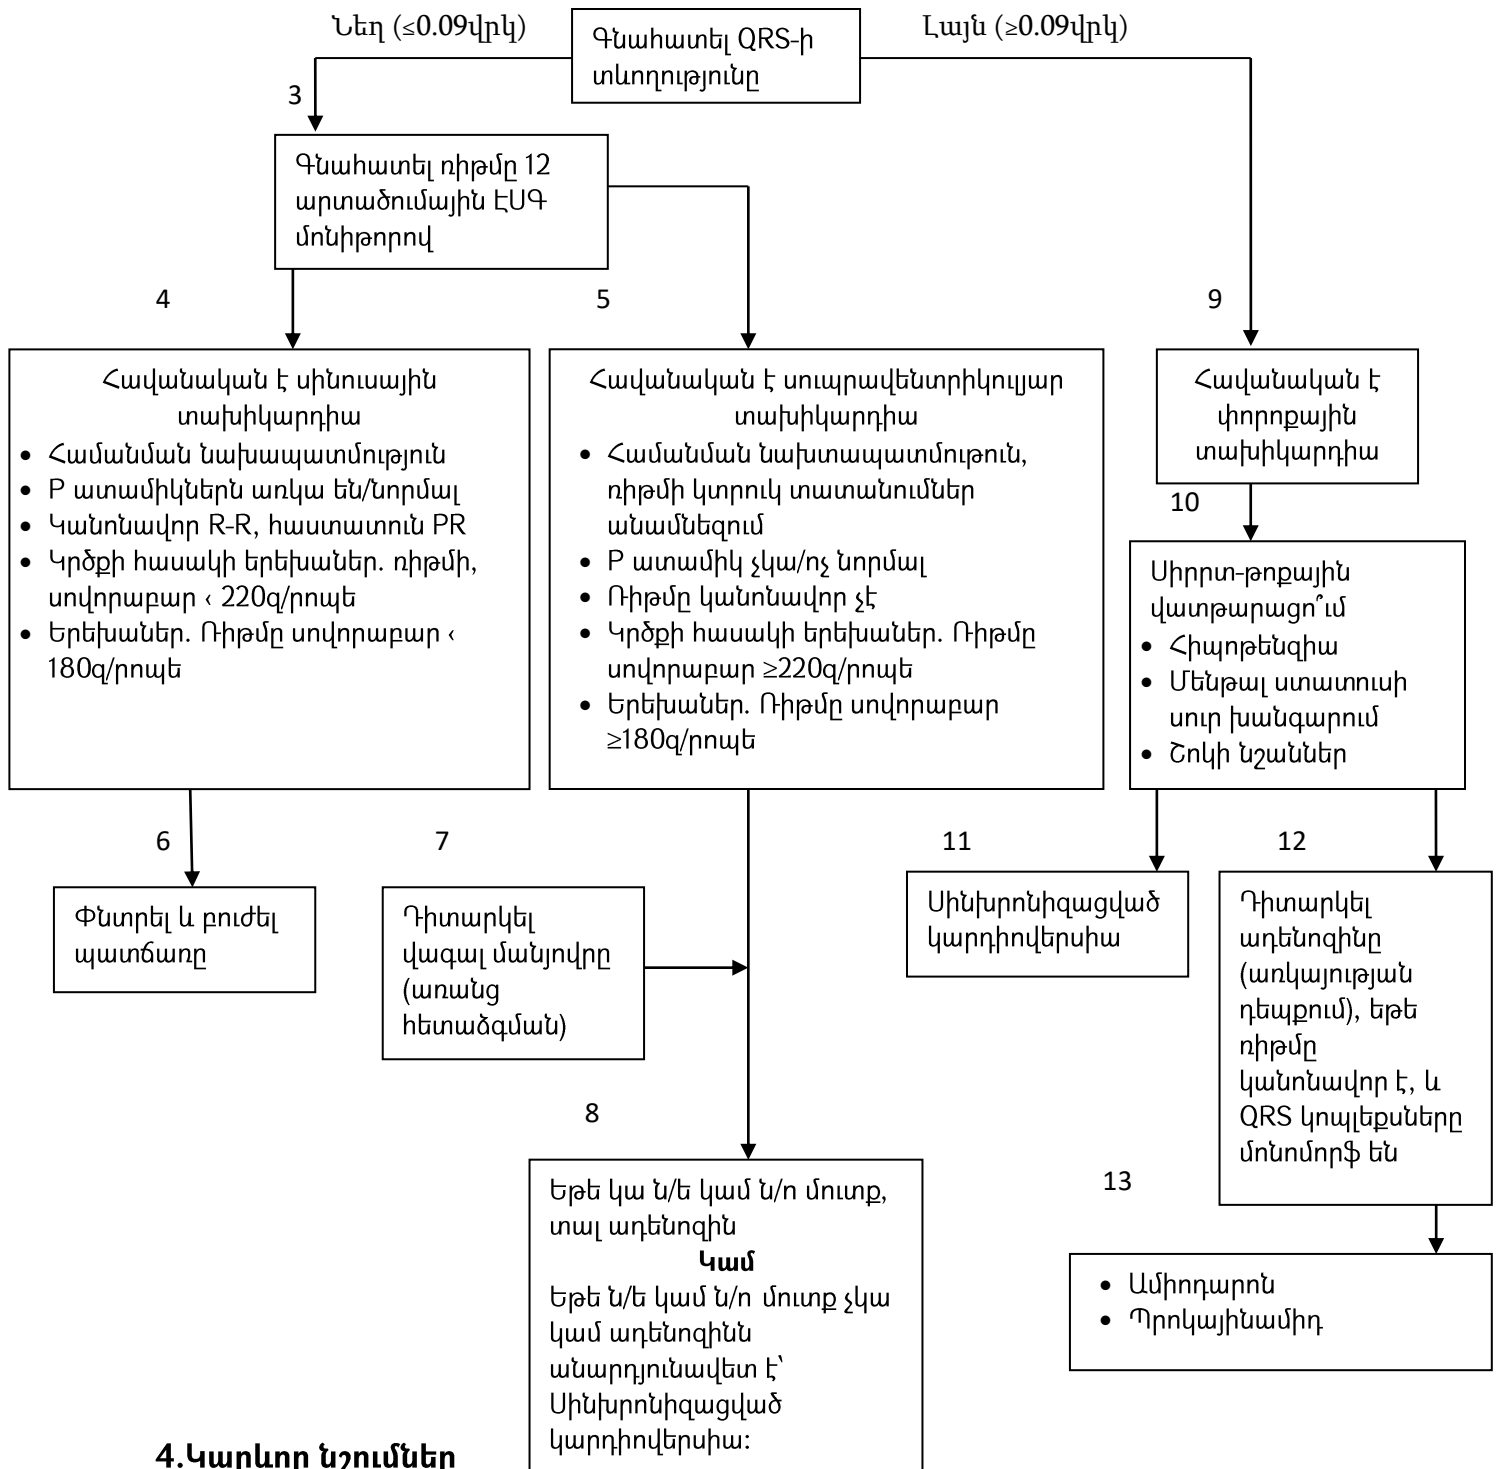 Նեղ (≤0.09վրկ)
Գնահատել QRS-ի
տևողությունը
Լայն (≥0.09վրկ)
3
Գնահատել ռիթմը 12
արտածումային ԷՍԳ
մոնիթորով
4
5
9
Հավանական է սինուսային
տախիկարդիա
• Համանման նախապատմություն
• P ատամիկներն առկա են/նորմալ
• Կանոնավոր R-R, հաստատուն PR
• Կրծքի հասակի երեխաներ. ռիթմի,
սովորաբար ‹ 220զ/րոպե
• Երեխաներ. Ռիթմը սովորաբար ‹
180զ/րոպե
Հավանական է սուպրավենտրիկուլյար
տախիկարդիա
• Համանման նախտապատմութուն,
ռիթմի կտրուկ տատանումներ
անամնեզում
• P ատամիկ չկա/ոչ նորմալ
• Ռիթմը կանոնավոր չէ
• Կրծքի հասակի երեխաներ. Ռիթմը
սովորաբար ≥220զ/րոպե
• Երեխաներ. Ռիթմը սովորաբար
≥180զ/րոպե
Հավանական է
փորոքային
տախիկարդիա
10
Սիրրտ-թոքային
վատթարացո՞ւմ
• Հիպոթենզիա
• Մենթալ ստատուսի
սուր խանգարում
• Շոկի նշաններ
6
7
11
12
Փնտրել և բուժել
պատճառը
Դիտարկել
վագալ մանյովրը
(առանց
հետաձգման)
Սինխրոնիզացված
կարդիովերսիա
Դիտարկել
ադենոզինը
(առկայության
դեպքում), եթե
ռիթմը
կանոնավոր է, և
QRS կոպլեքսները
մոնոմորֆ են
8
Եթե կա ն/ե կամ ն/ո մուտք,
տալ ադենոզին
Կամ
Եթե ն/ե կամ ն/ո մուտք չկա
կամ ադենոզինն
անարդյունավետ է՝
Սինխրոնիզացված
կարդիովերսիա:
13
• Ամիոդարոն
• Պրոկայինամիդ
4.Կարևոր նշումներ